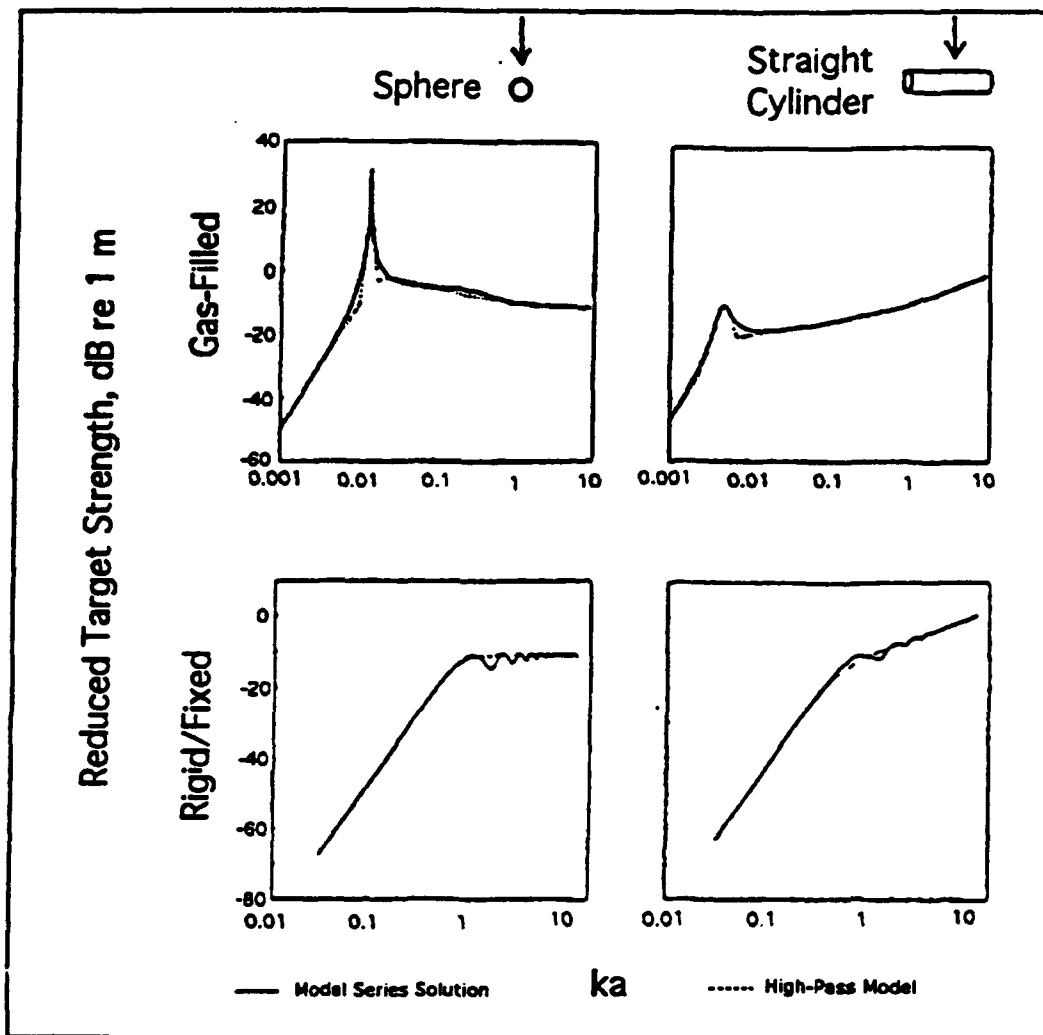 Sphere
Straight
Cylinder
Reduced Target Strength, dB re 1 m
Gas-Filled
40
20
0
-20
-40
-60
0.001 0.01 0.1 1 10
0.001 0.01 0.1 1 10
Rigid/Fixed
0
-20
-40
-60
-80
0.01 0.1 1 10
0.01 0.1 1 10
Modal Series Solution
ka
High-Pass Model